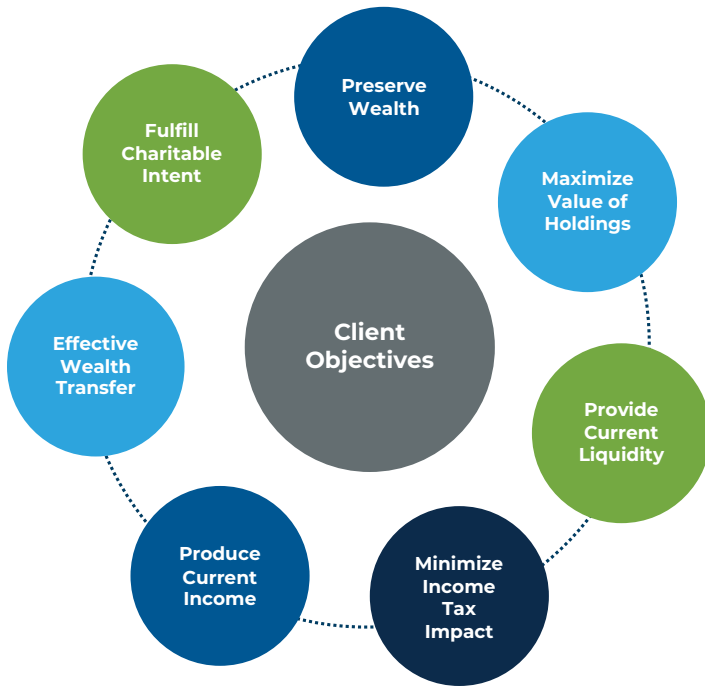 Preserve
Wealth
Maximize
Value of
Holdings
Provide
Current
Liquidity
Minimize
Income
Tax
Impact
Produce
Current
Income
Effective
Wealth
Transfer
Fulfill
Charitable
Intent
Client
Objectives